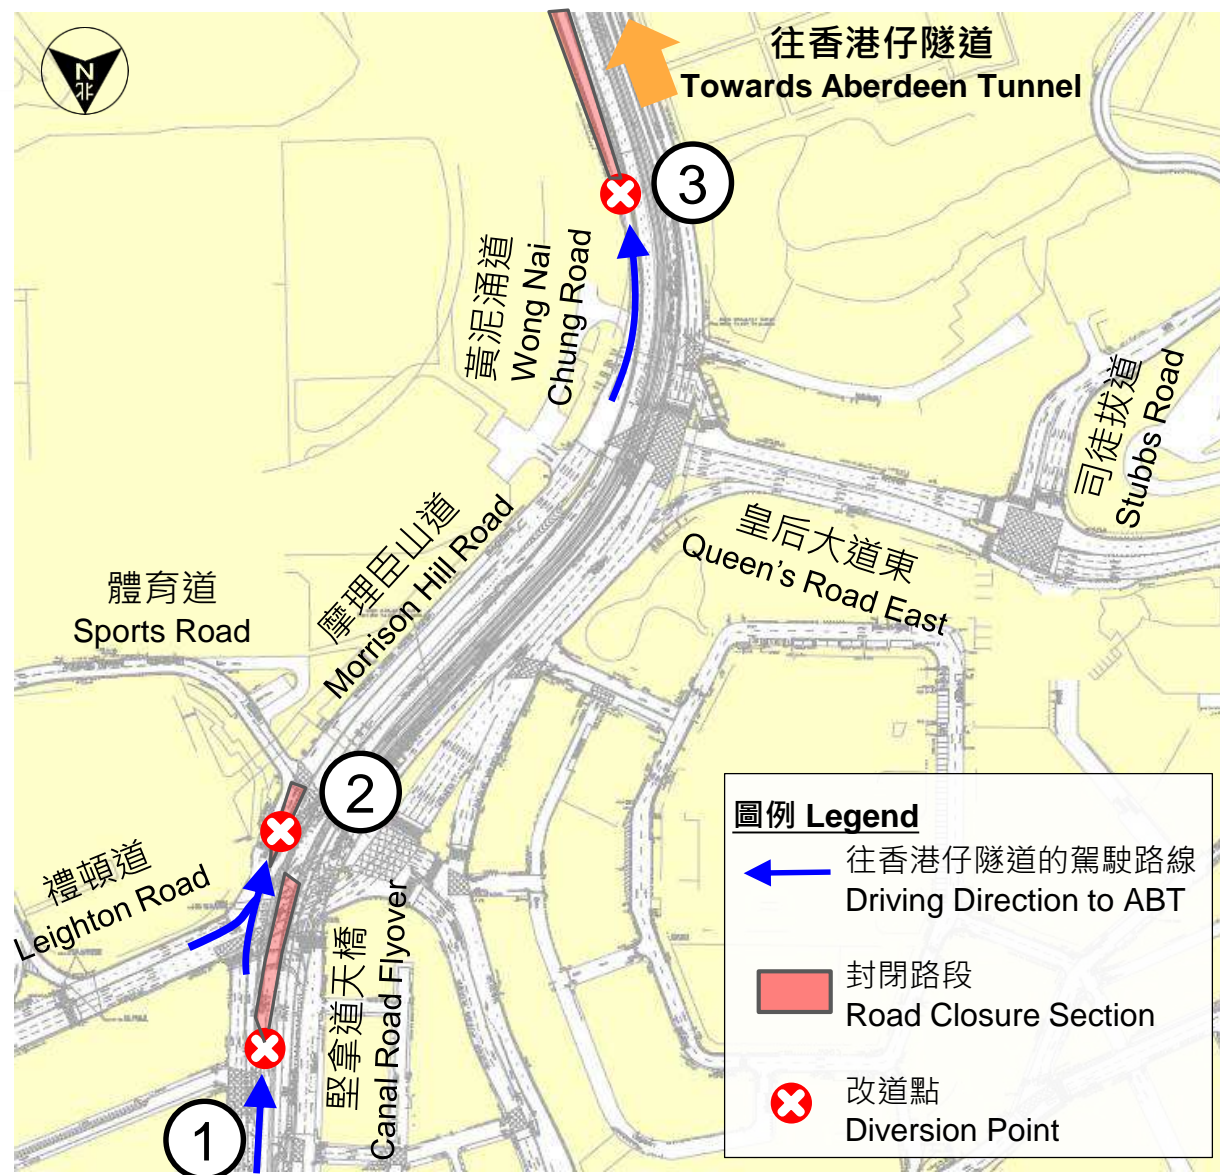 N
北
往香港仔隧道
Towards Aberdeen Tunnel
3
黃泥涌道
Wong Nai
Chung Road
司徒拔道
Stubbs Road
皇后大道東
Queen's Road East
摩理臣山道
Morrison Hill Road
體育道
Sports Road
2
禮頓道
Leighton Road
堅拿道天橋
Canal Road Flyover
1
圖例 Legend
往香港仔隧道的駕駛路線
Driving Direction to ABT
封閉路段
Road Closure Section
改道點
Diversion Point